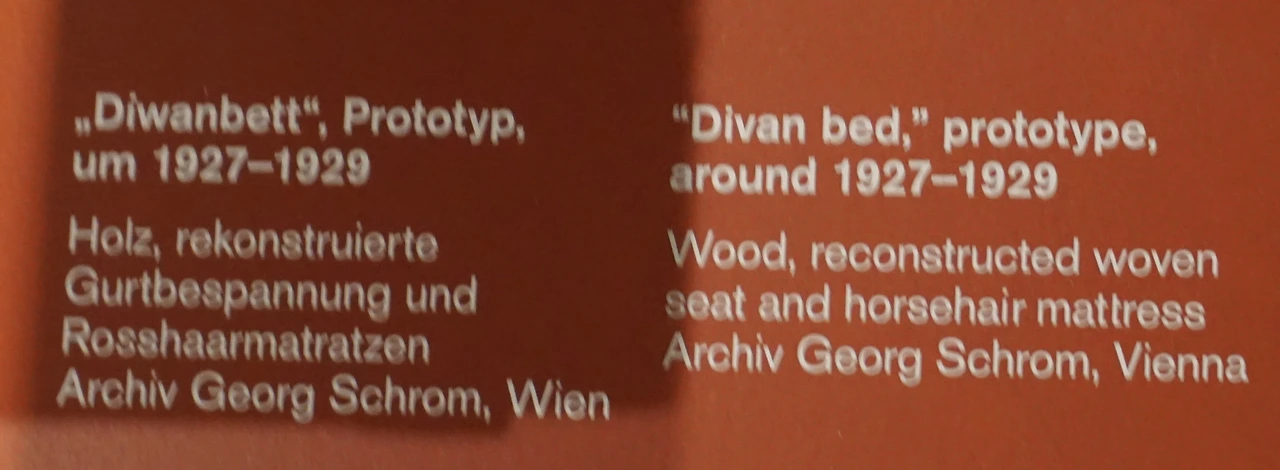 „Diwanbett“, Prototyp,
um 1927–1929
Holz, rekonstruierte
Gurtbespannung und
Rosshaarmatratzen
Archiv Georg Schrom, Wien
“Divan bed,” prototype,
around 1927–1929
Wood, reconstructed woven
seat and horsehair mattress
Archiv Georg Schrom, Vienna